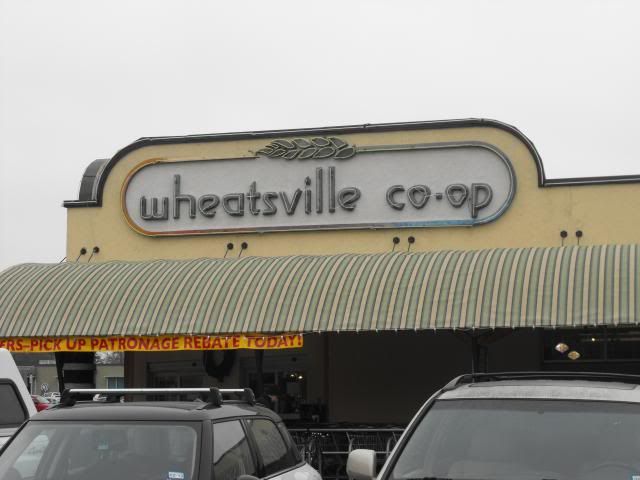 wheatsville co-op
ERS-PICK UP PATRONAGE REBATE TODAY!